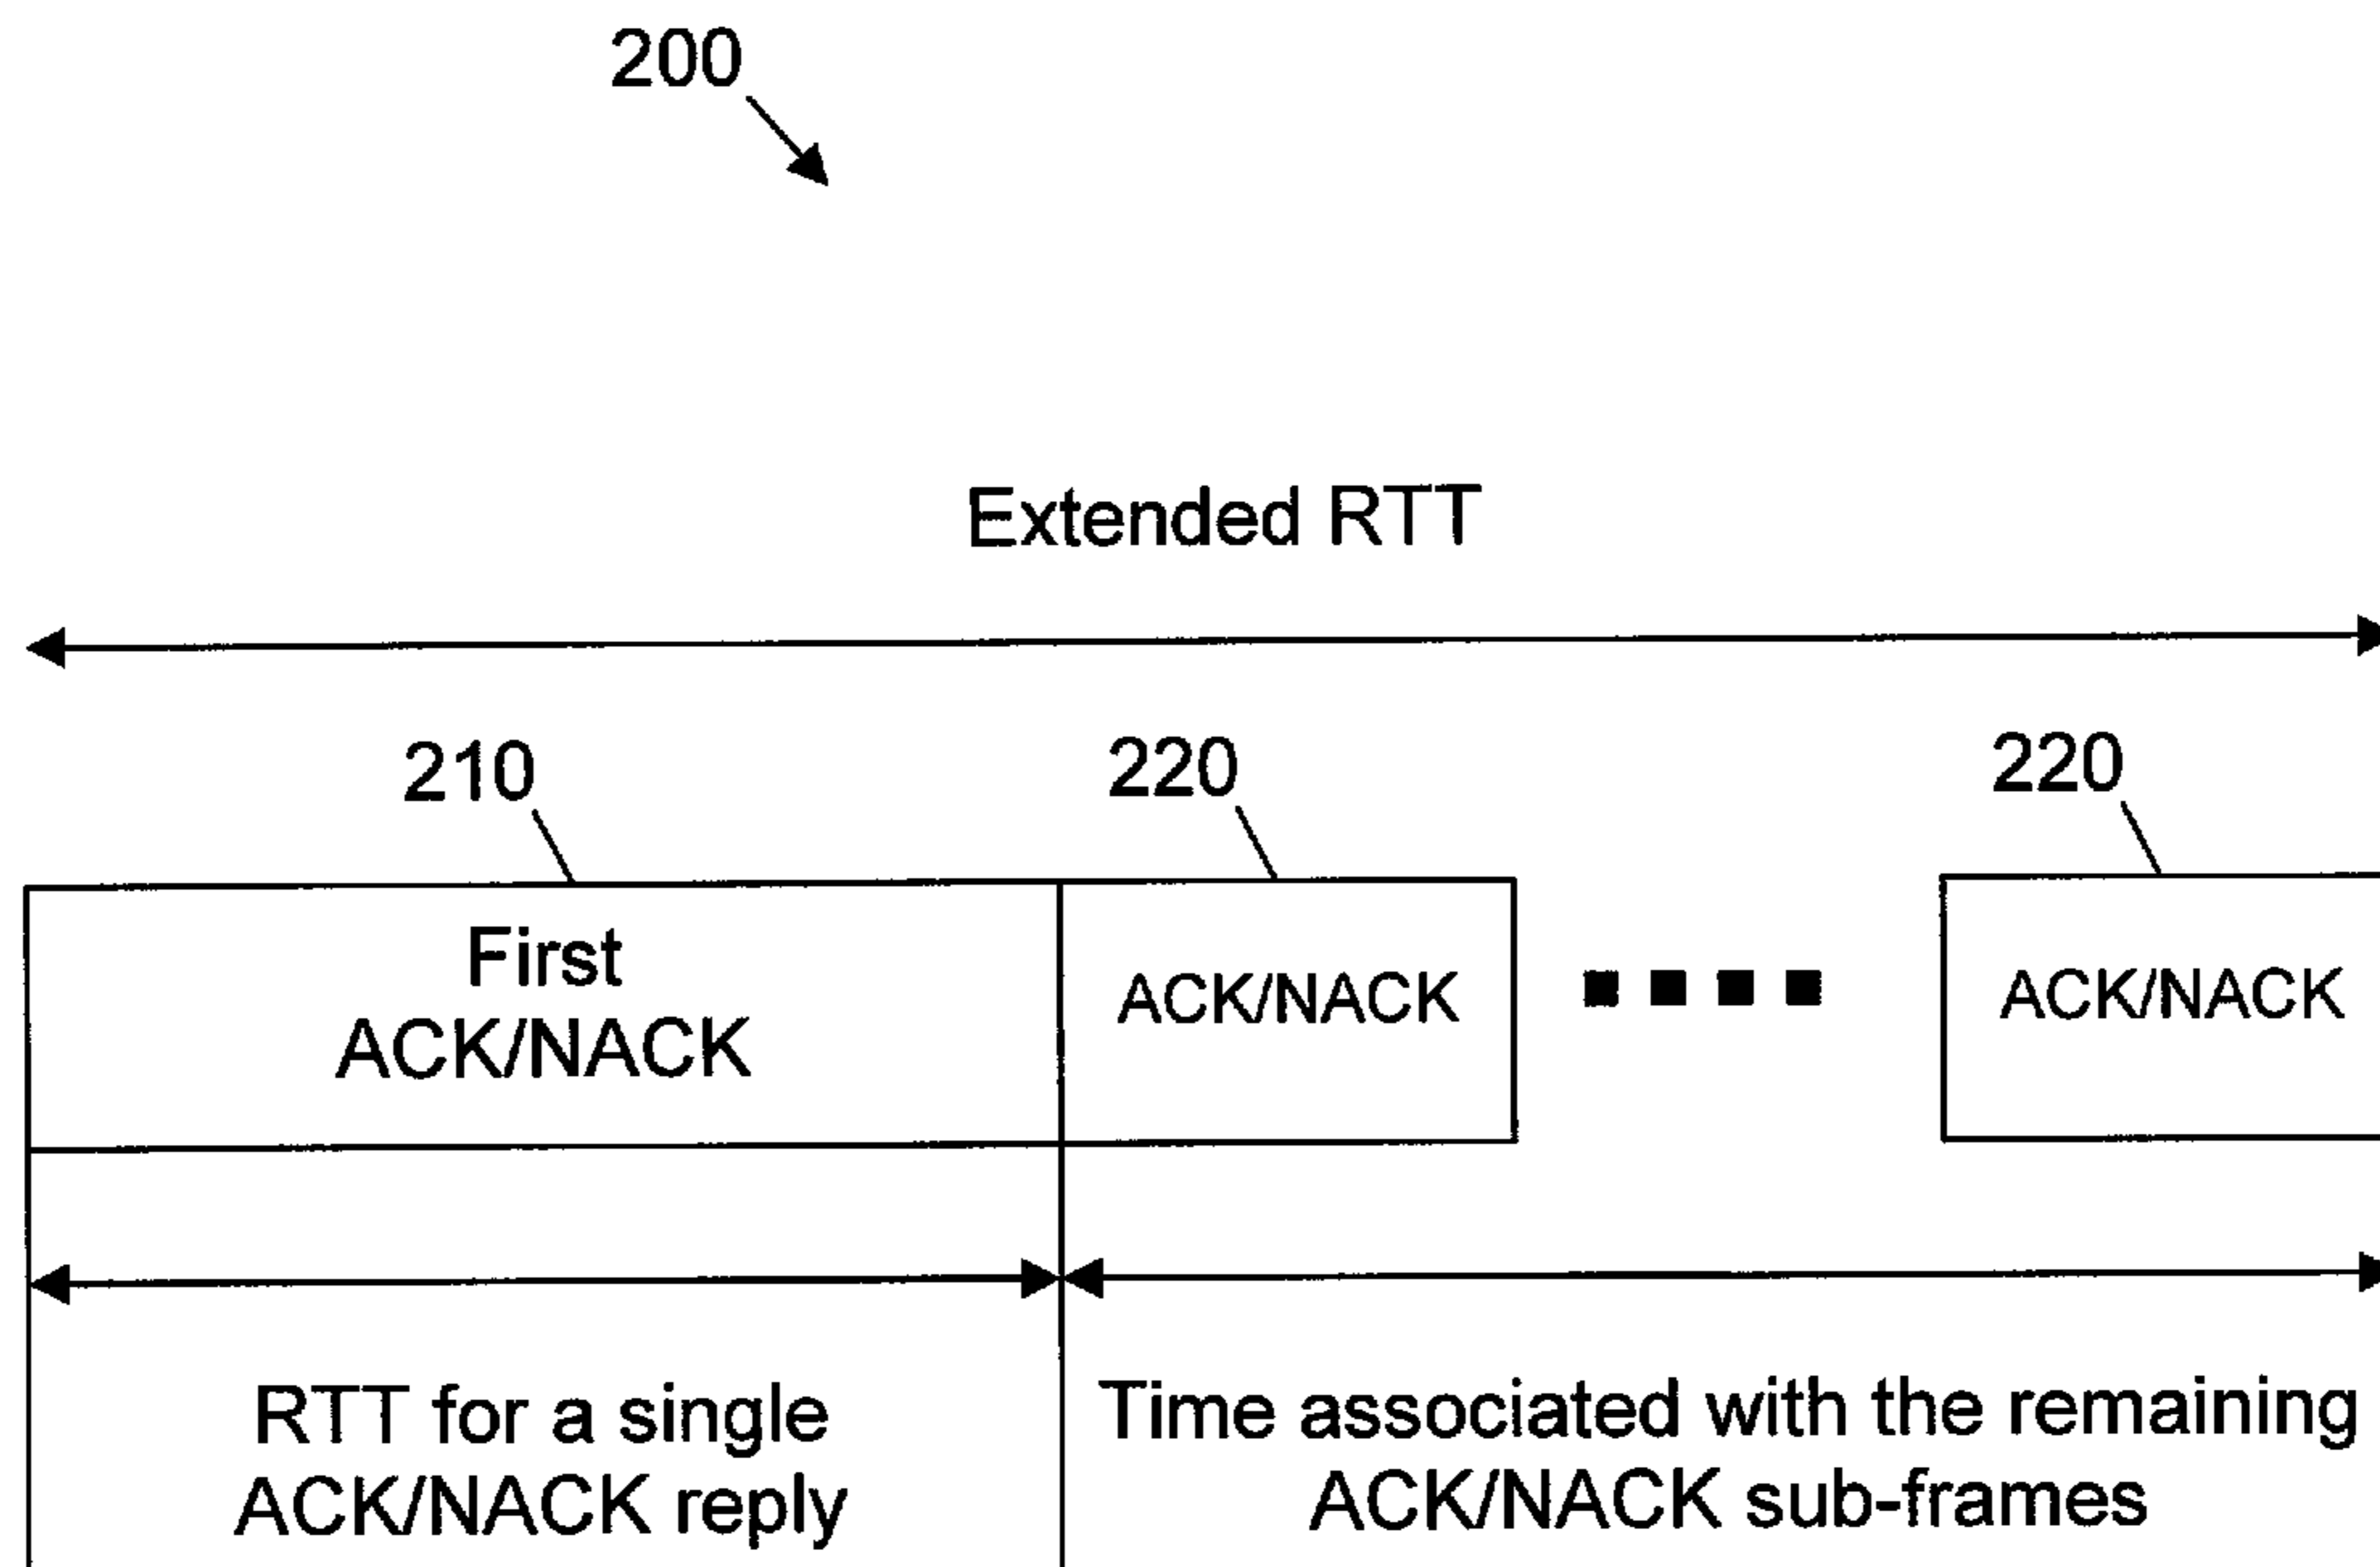 200
Extended RTT
210
220
220
First
ACK/NACK
ACK/NACK
ACK/NACK
RTT for a single
ACK/NACK reply
Time associated with the remaining
ACK/NACK sub-frames